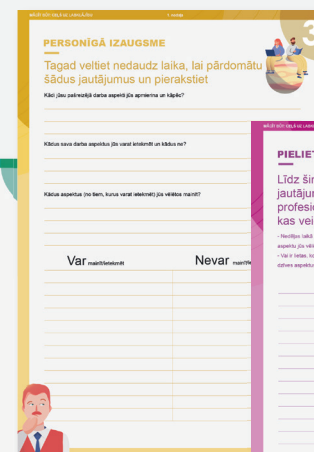 PERSONĪGĀ IZAUGSME
Tagad veltiet nedaudz laika, lai pārdomātu
šādus jautājumus un pierakstiet
Kādi jūsu pašreizējā darba aspekti jūs apmierina un kāpēc?
Kādus sava darba aspektus jūs varat ietekmēt un kādus ne?
Kādus aspektus (no tiem, kurus varat ietekmēt) jūs vēlētos mainīt?
Var mainīt/ietekmēt
Nevar
3
PIELIET
Līdz šim
jautājum
profesio
kas vei